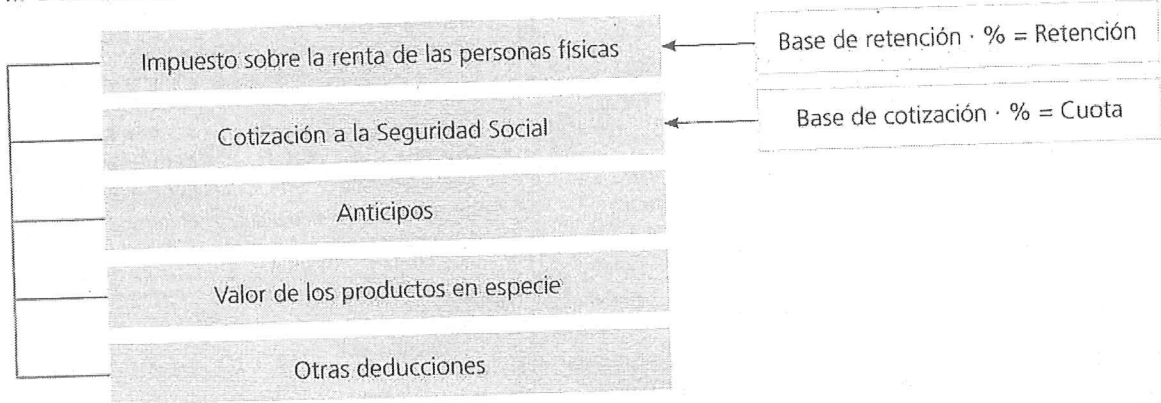 Impuesto sobre la renta de las personas físicas
Base de retención · % = Retención
Cotización a la Seguridad Social
Base de cotización · % = Cuota
Anticipos
Valor de los productos en especie
Otras deducciones